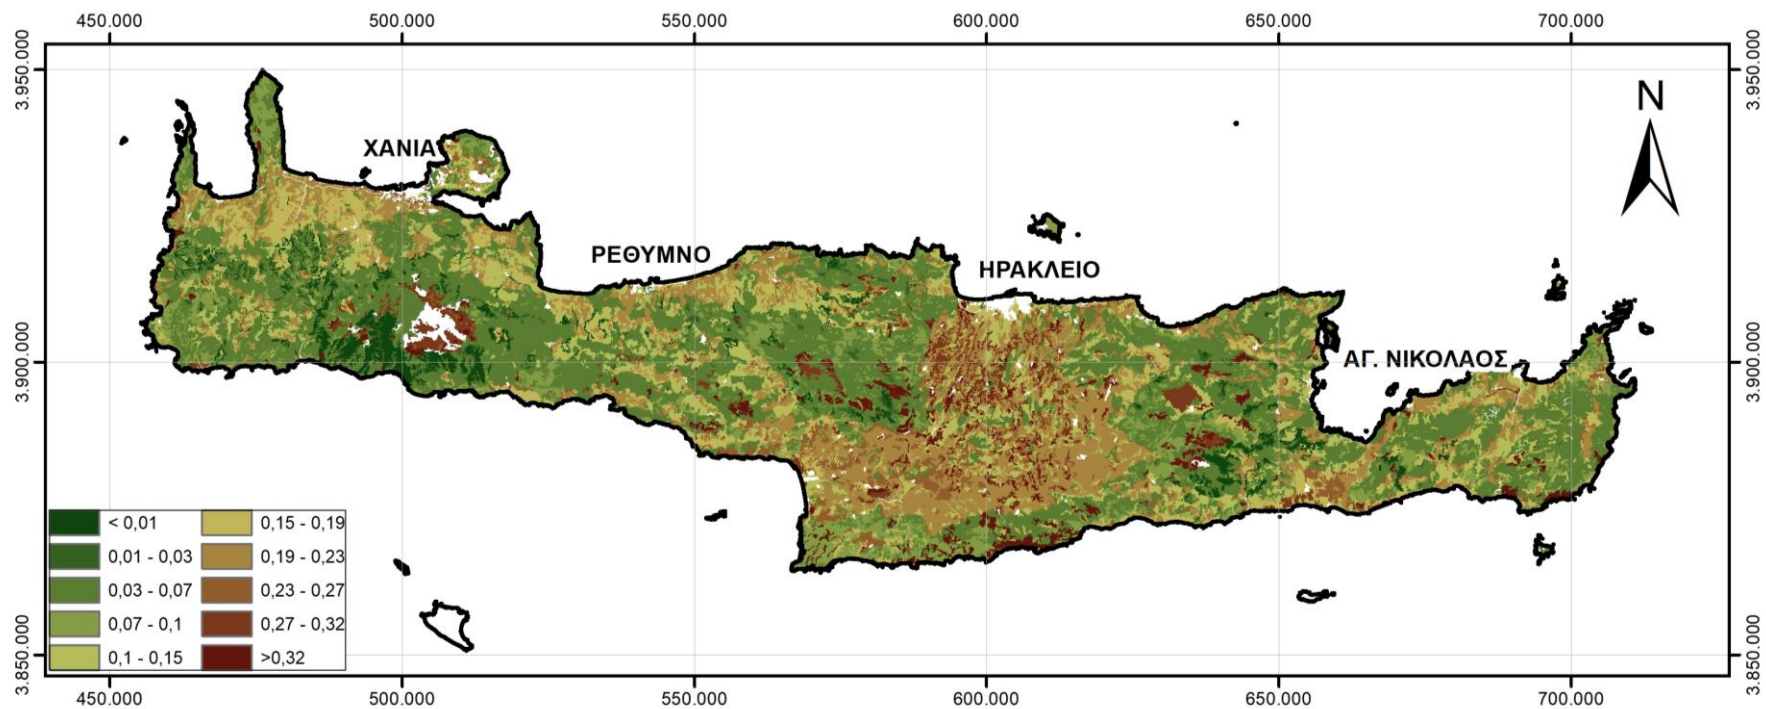 450.000 500.000 550.000 600.000 650.000 700.000
3.950.000 3.950.000
N
ΧΑΝΙΑ
ΡΕΘΥΜΝΟ
ΗΡΑΚΛΕΙΟ
3.900.000 3.900.000
ΑΓ. ΝΙΚΟΛΑΟΣ
< 0,01 0,15 - 0,19
0,01 - 0,03 0,19 - 0,23
0,03 - 0,07 0,23 - 0,27
0,07 - 0,1 0,27 - 0,32
0,1 - 0,15 >0,32
3.850.000 3.850.000
450.000 500.000 550.000 600.000 650.000 700.000